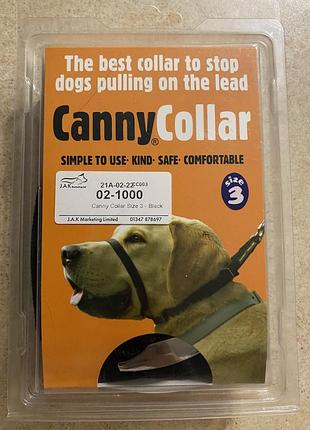 The best collar to stop
dogs pulling on the lead
CannyCollar®
SIMPLE TO USE· KIND· SAFE· COMFORTABLE
size 3
J.A.K
21A-02-22CC003
02-1000
Canny Collar Size 3 - Black
J.A.K Marketing Limited 01347 878697